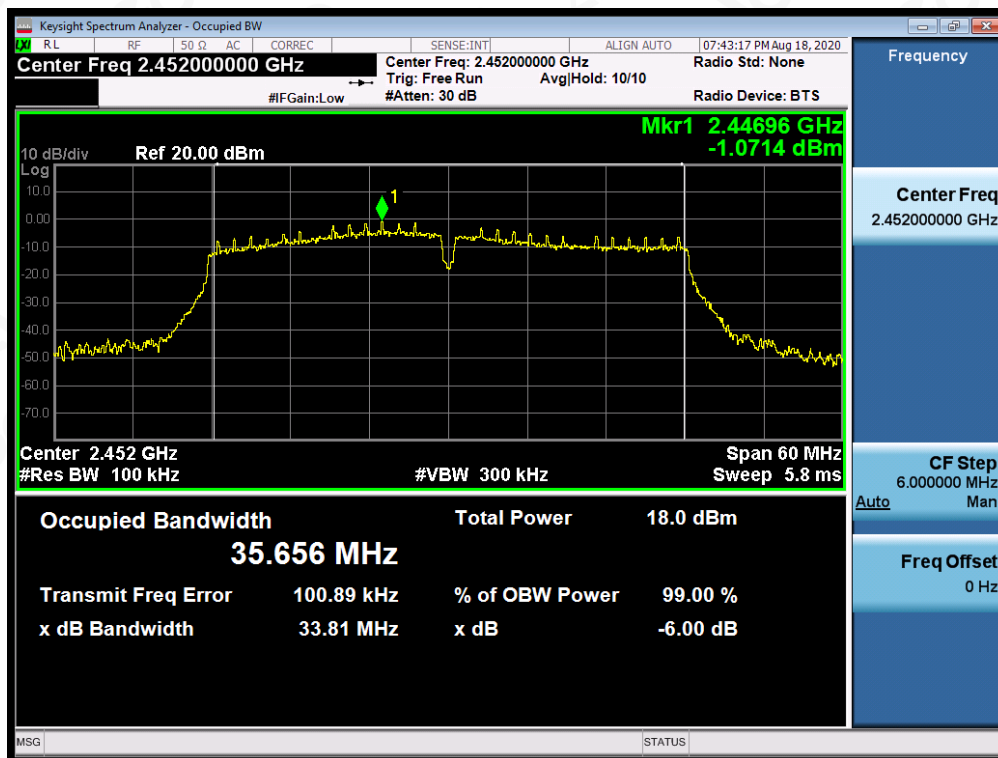 Keysight Spectrum Analyzer - Occupied BW
LXI RL RF 50 Ω AC CORREC SENSE:INT ALIGN AUTO 07:43:17 PM Aug 18, 2020
Center Freq 2.452000000 GHz
Center Freq: 2.452000000 GHz Radio Std: None
Trig: Free Run Avg|Hold: 10/10
#IFGain:Low #Atten: 30 dB Radio Device: BTS
Mkr1 2.44696 GHz
-1.0714 dBm
10 dB/div Ref 20.00 dBm
Log
10.0
1
0.00
-10.0
-20.0
-30.0
-40.0
-50.0
-60.0
-70.0
Center 2.452 GHz Span 60 MHz
#Res BW 100 kHz #VBW 300 kHz Sweep 5.8 ms
Occupied Bandwidth Total Power 18.0 dBm
35.656 MHz
Transmit Freq Error 100.89 kHz % of OBW Power 99.00 %
x dB Bandwidth 33.81 MHz x dB -6.00 dB
MSG STATUS
Frequency
Center Freq
2.452000000 GHz
CF Step
6.000000 MHz
Auto Man
Freq Offset
0 Hz